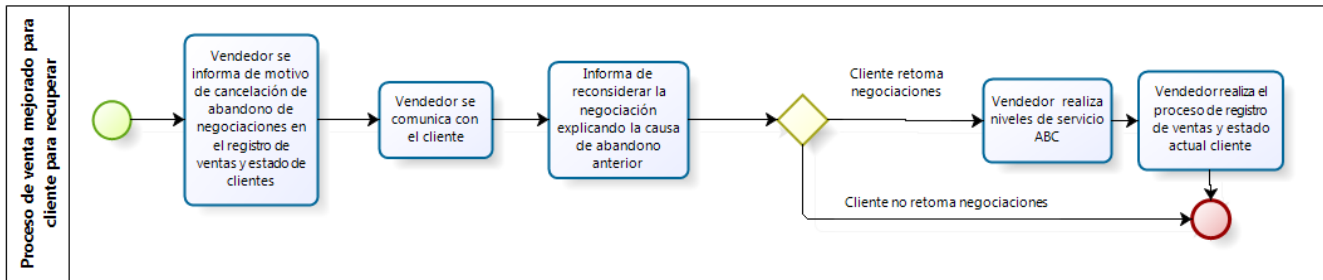 Proceso de venta mejorado para
cliente para recuperar
Vendedor se
informa de motivo
de cancelación de
abandono de
negociaciones en
el registro de
ventas y estado de
clientes
Vendedor se
comunica con
el cliente
Informa de
reconsiderar la
negociación
explicando la causa
de abandono
anterior
Cliente retoma
negociaciones
Vendedor realiza
niveles de servicio
ABC
Vendedor realiza el
proceso de registro
de ventas y estado
actual cliente
Cliente no retoma negociaciones